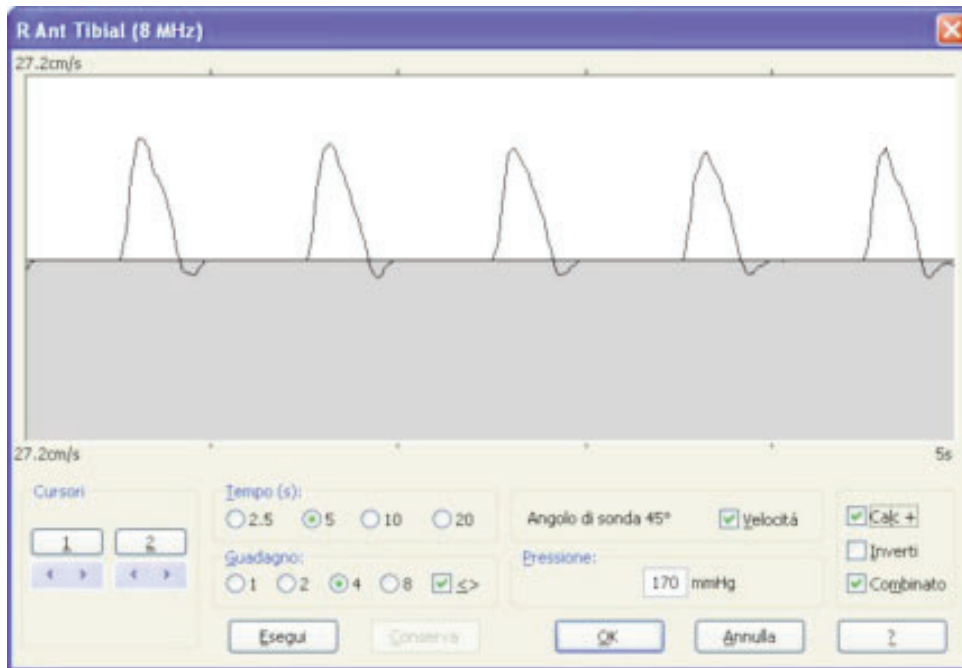 R Ant Tibial (8 MHz)
27.2cm/s
27.2cm/s 5s
Cursori
1 2
Tempo (s):
2.5 5 10 20
Guadagno:
1 2 4 8 <>
Angolo di sonda 45° Velocitá
Pressione:
170 mmHg
Calc +
Inverti
Combinato
Esegui Conserva OK Annulla ?